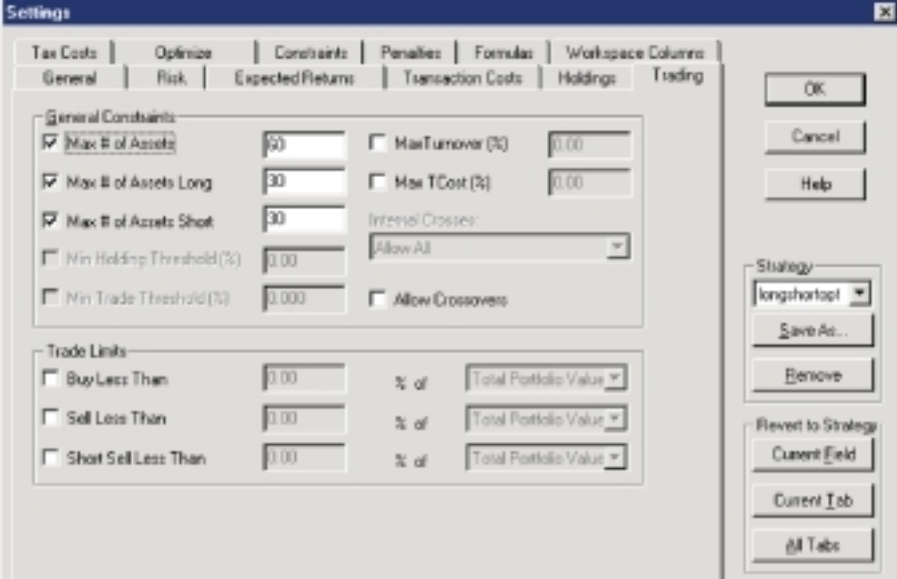 Settings
Tax Costs Optimize Constraints Penalties Formulas Workspace Columns
General Risk Expected Returns Transaction Costs Holdings Trading
General Constraints
Max # of Assets 60 MaxTurnover (%) 0.00
Max # of Assets Long 30 Max TCost (%) 0.00
Max # of Assets Short 30 Internal Crosses:
Allow All
Min Holding Threshold (%) 0.00
Min Trade Threshold (%) 0.000 Allow Crossovers
Trade Limits
Buy Less Than 0.00 % of Total Portfolio Value
Sell Less Than 0.00 % of Total Portfolio Value
Short Sell Less Than 0.00 % of Total Portfolio Value
OK
Cancel
Help
Strategy
longshortopt
Save As...
Remove
Revert to Strategy
Current Field
Current Tab
All Tabs